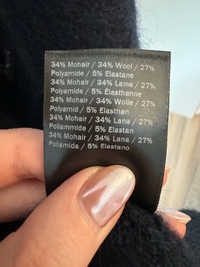 34% Mohair / 34% Wool / 27%
Polyamide / 5% Elastane
34% Mohair / 34% Laine / 27%
Polyamide / 5% Élasthanne
34% Mohair / 34% Wolle / 27%
Polyamid / 5% Elasthan
34% Mohair / 34% Lana / 27%
Poliammide / 5% Elastan
34% Mohair / 34% Lana / 27%
Poliamida / 5% Elastano